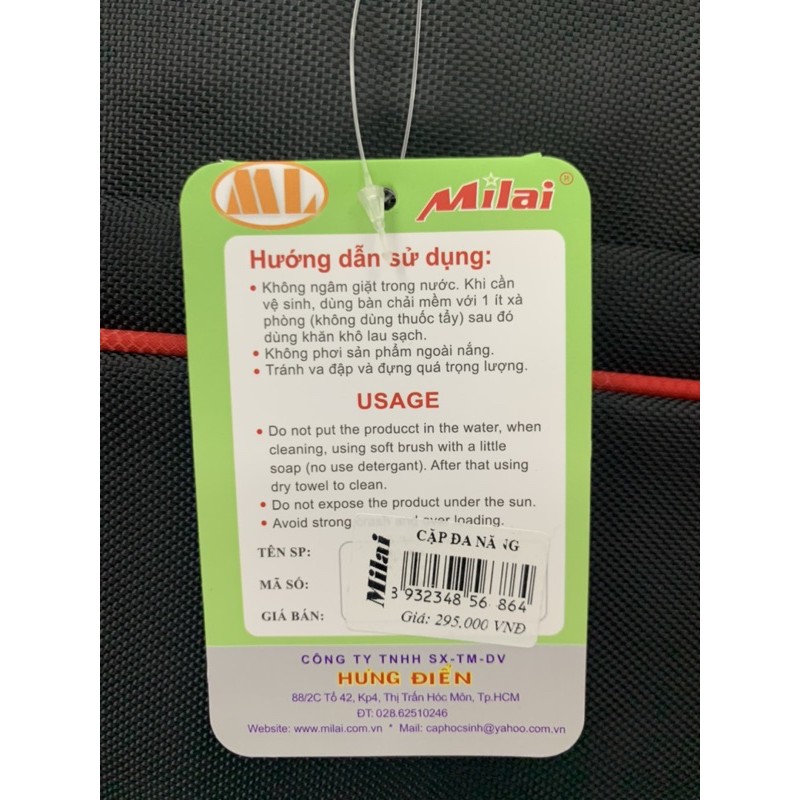 ML
Milai®
Hướng dẫn sử dụng:
• Không ngâm giặt trong nước. Khi cần
vệ sinh, dùng bàn chải mềm với 1 ít xà
phòng (không dùng thuốc tẩy) sau đó
dùng khăn khô lau sạch.
• Không phơi sản phẩm ngoài nắng.
• Tránh va đập và đựng quá trọng lượng.
USAGE
• Do not put the producct in the water, when
cleaning, using soft brush with a little
soap (no use detergant). After that using
dry towel to clean.
• Do not expose the product under the sun.
• Avoid strong crash and over loading.
TÊN SP:
MÃ SỐ:
GIÁ BÁN:
Milai
CẶP ĐA NĂNG
8 932348 56 864
Giá: 295.000 VNĐ
CÔNG TY TNHH SX-TM-DV
HƯNG ĐIỂN
88/2C Tổ 42, Kp4, Thị Trấn Hóc Môn, Tp.HCM
ĐT: 028.62510246
Website: www.milai.com.vn * Mail: caphocsinh@yahoo.com.vn